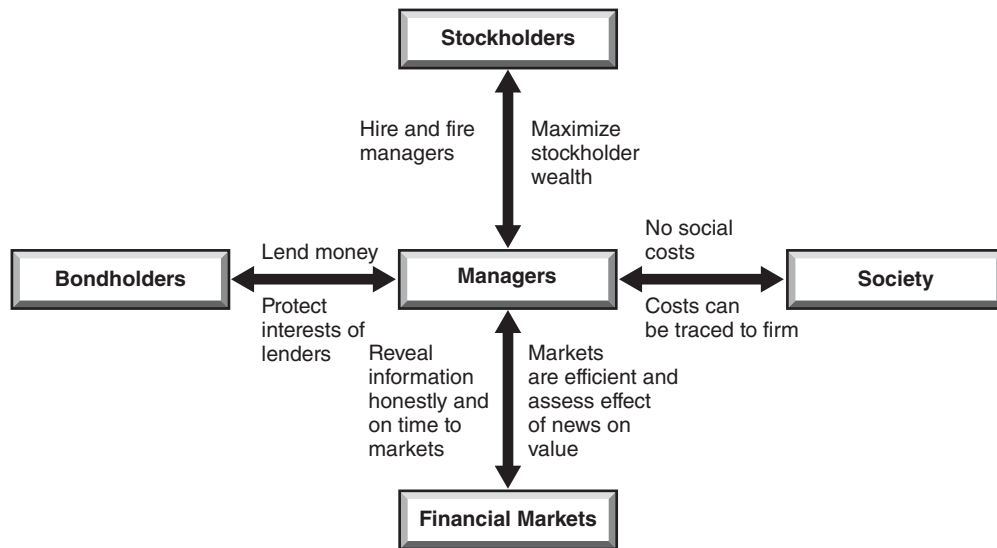 Stockholders
Hire and fire
managers
Maximize
stockholder
wealth
Bondholders
Lend money
Protect
interests of
lenders
Managers
No social
costs
Costs can
be traced to firm
Society
Reveal
information
honestly and
on time to
markets
Markets
are efficient and
assess effect
of news on
value
Financial Markets